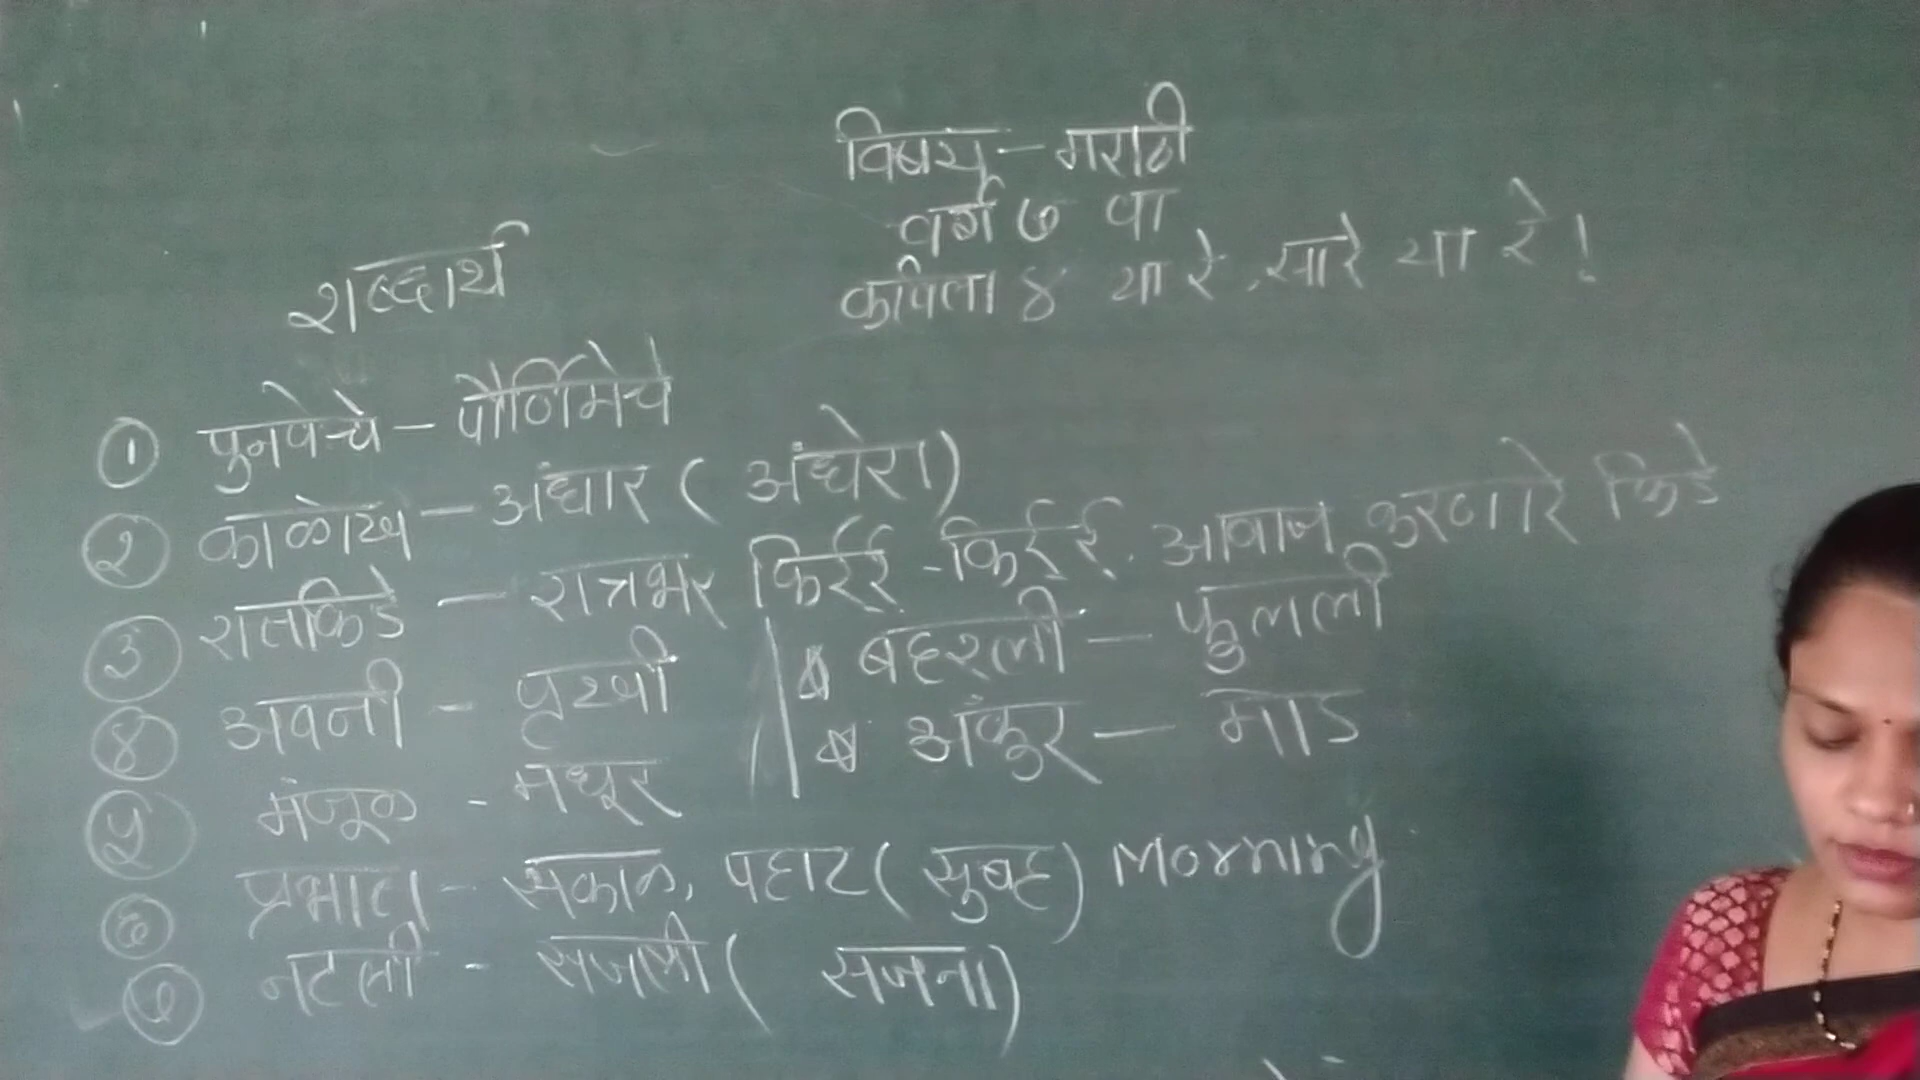 विषय - मराठी
वर्ग ७ वा
कविता ४ या रे, सारे या रे!
शब्दार्थ
① पुनवेचे - पौर्णिमेचे
② काळोख - अंधार ( अंधेरा )
③ रातकिडे - रात्रभर किर्रर्र - किर्रर्र. आवाज करणारे किडे
④ अवनी - पृथ्वी
बहरली - फुलली
⑤ मंजूळ - मधूर
अंकुर - माड
⑥ प्रभात - सकाळ, पहाट ( सुबह ) Morning
⑦ नटली - सजली ( सजना )